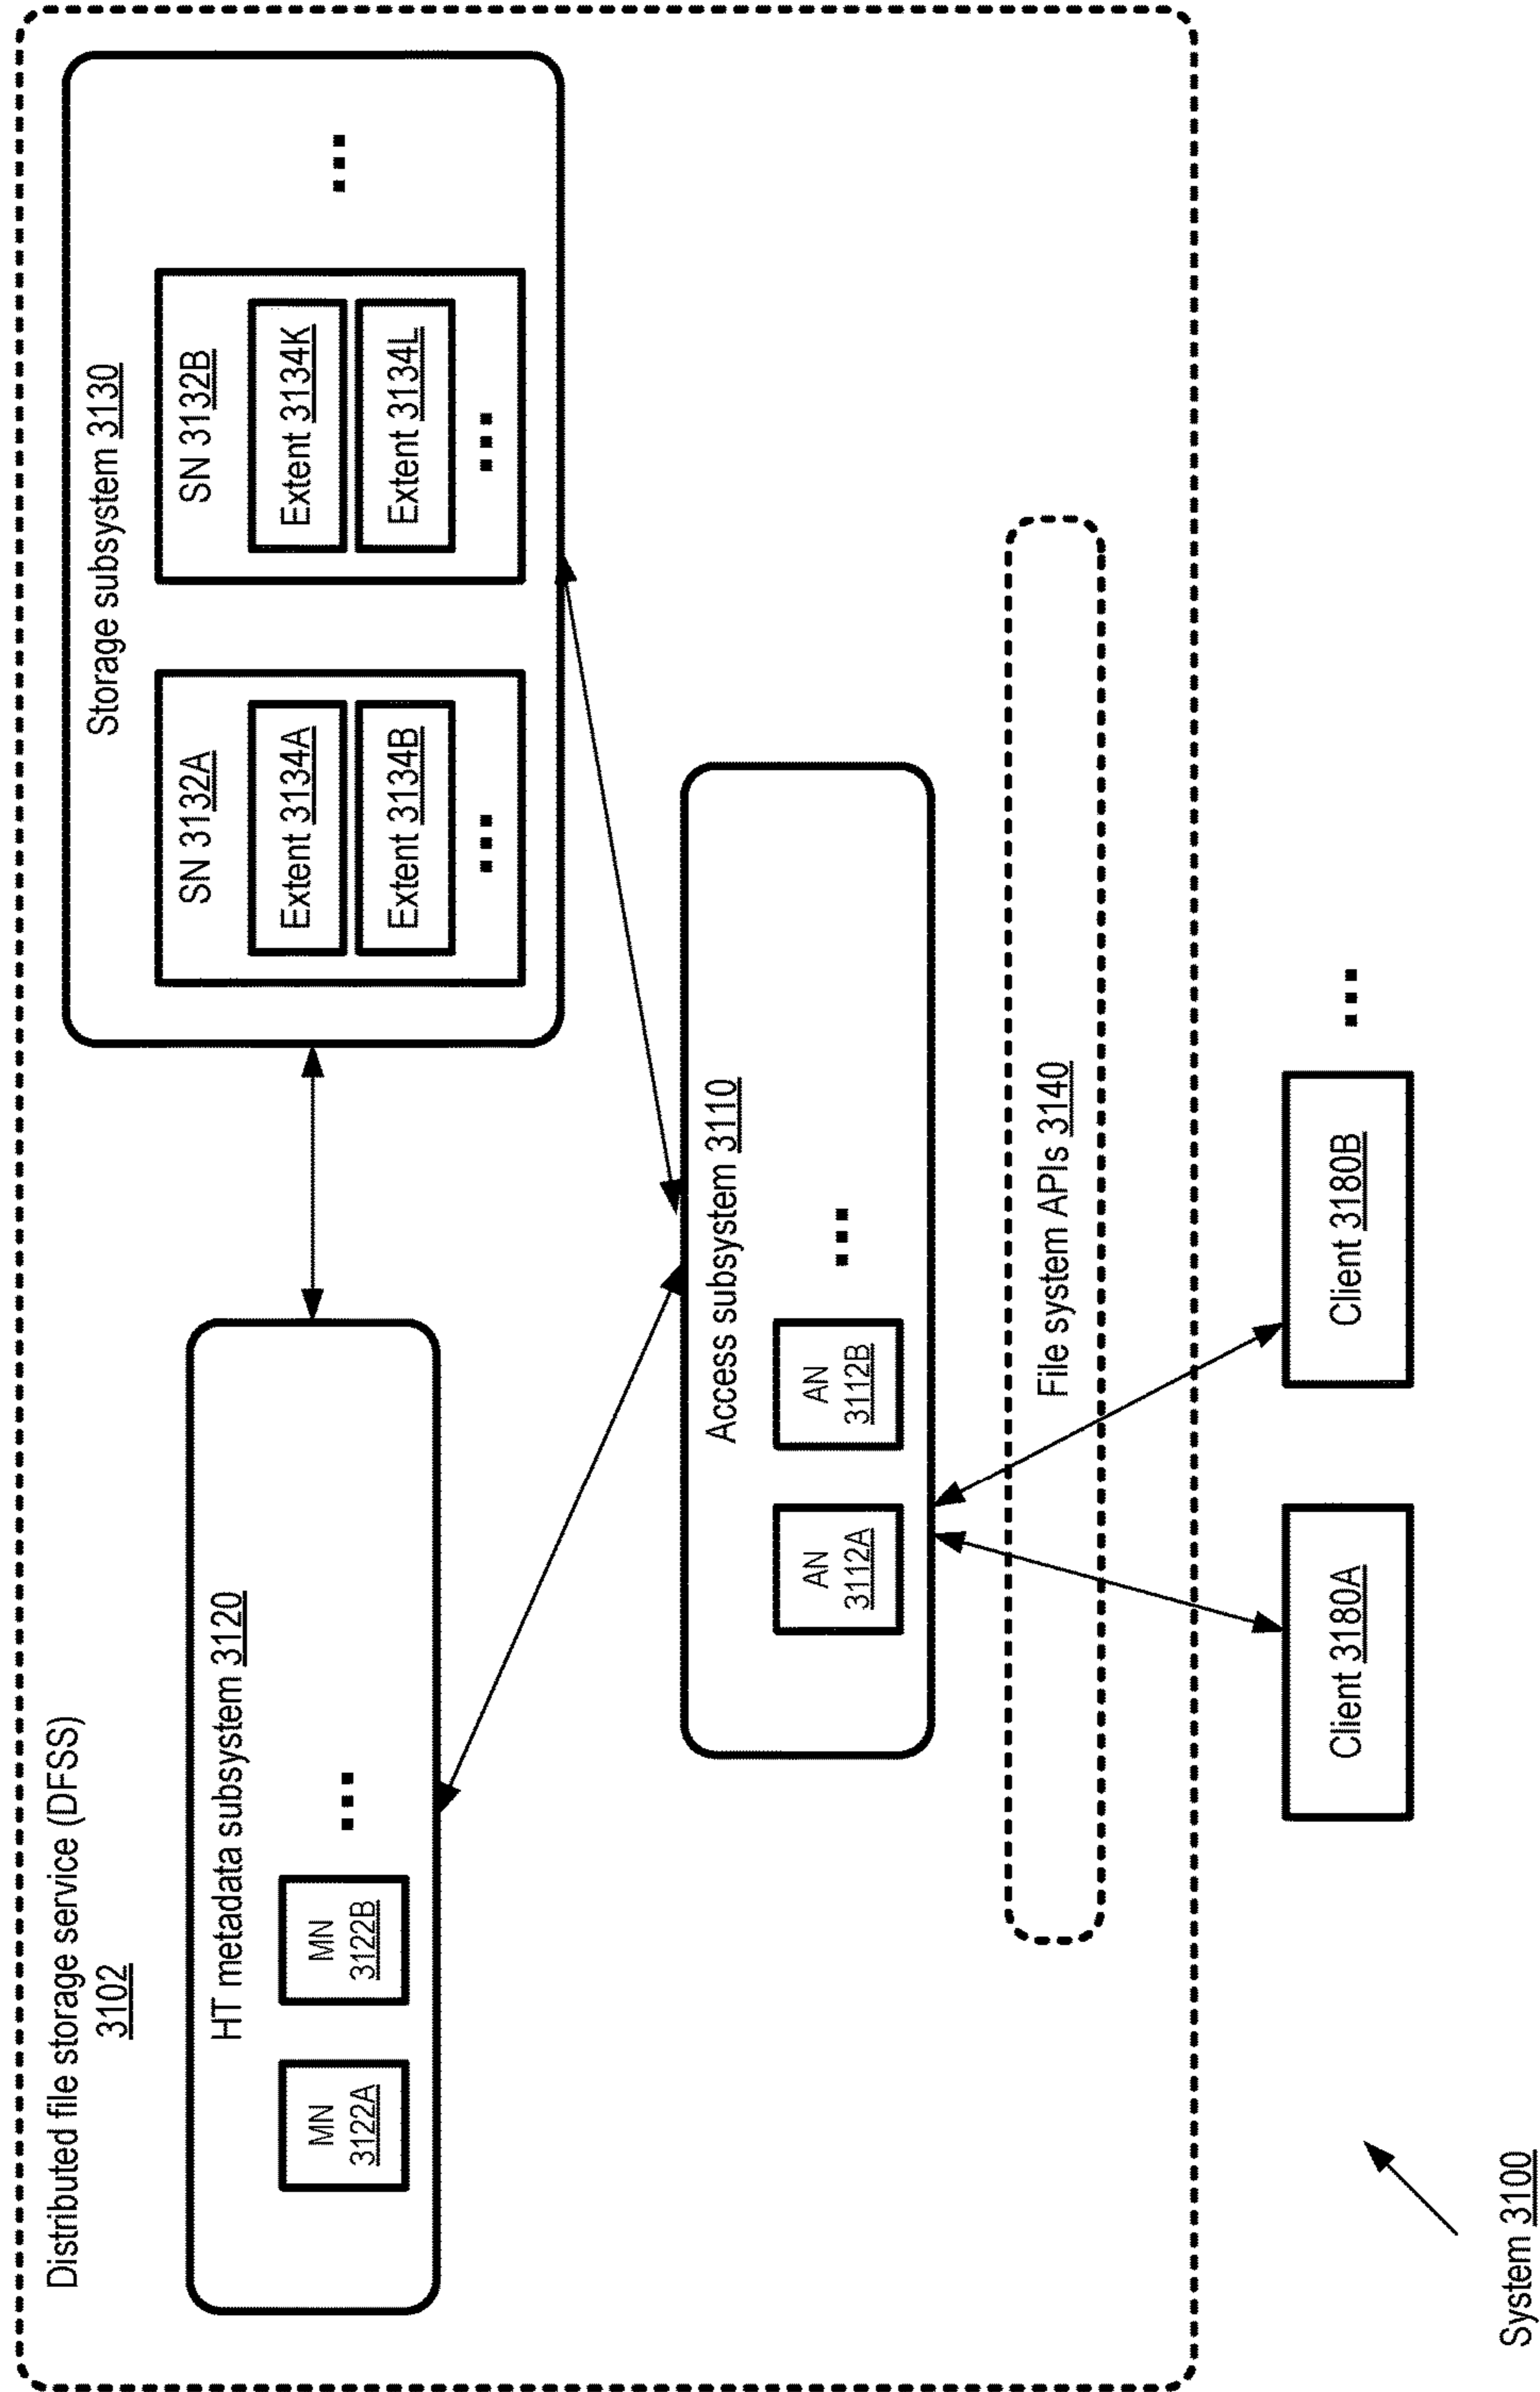 Distributed file storage service (DFSS)
3102
HT metadata subsystem 3120
MN
3122A
MN
3122B
...
Storage subsystem 3130
SN 3132A
Extent 3134A
Extent 3134B
...
SN 3132B
Extent 3134K
Extent 3134L
...
...
Access subsystem 3110
AN
3112A
AN
3112B
...
File system APIs 3140
Client 3180A
Client 3180B
...
System 3100